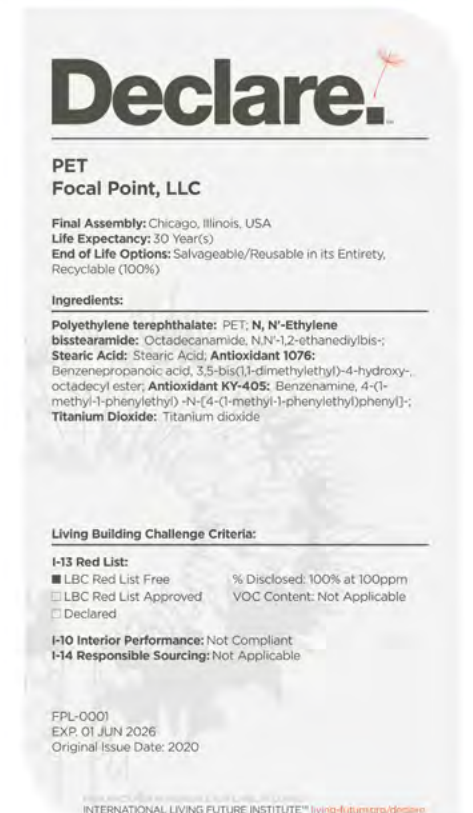 Declare.
PET
Focal Point, LLC
Final Assembly: Chicago, Illinois, USA
Life Expectancy: 30 Year(s)
End of Life Options: Salvageable/Reusable in its Entirety,
Recyclable (100%)
Ingredients:
Polyethylene terephthalate: PET; N, N'-Ethylene
bisstearamide: Octadecanamide, N,N'-1,2-ethanediylbis-;
Stearic Acid: Stearic Acid; Antioxidant 1076:
Benzenepropanoic acid, 3,5-bis(1,1-dimethylethyl)-4-hydroxy-,
octadecyl ester; Antioxidant KY-405: Benzenamine, 4-(1-
methyl-1-phenylethyl) -N-[4-(1-methyl-1-phenylethyl)phenyl]-;
Titanium Dioxide: Titanium dioxide
Living Building Challenge Criteria:
I-13 Red List:
■ LBC Red List Free % Disclosed: 100% at 100ppm
□ LBC Red List Approved VOC Content: Not Applicable
□ Declared
I-10 Interior Performance: Not Compliant
I-14 Responsible Sourcing: Not Applicable
FPL-0001
EXP. 01 JUN 2026
Original Issue Date: 2020
INTERNATIONAL LIVING FUTURE INSTITUTE™ living-future.org/declare